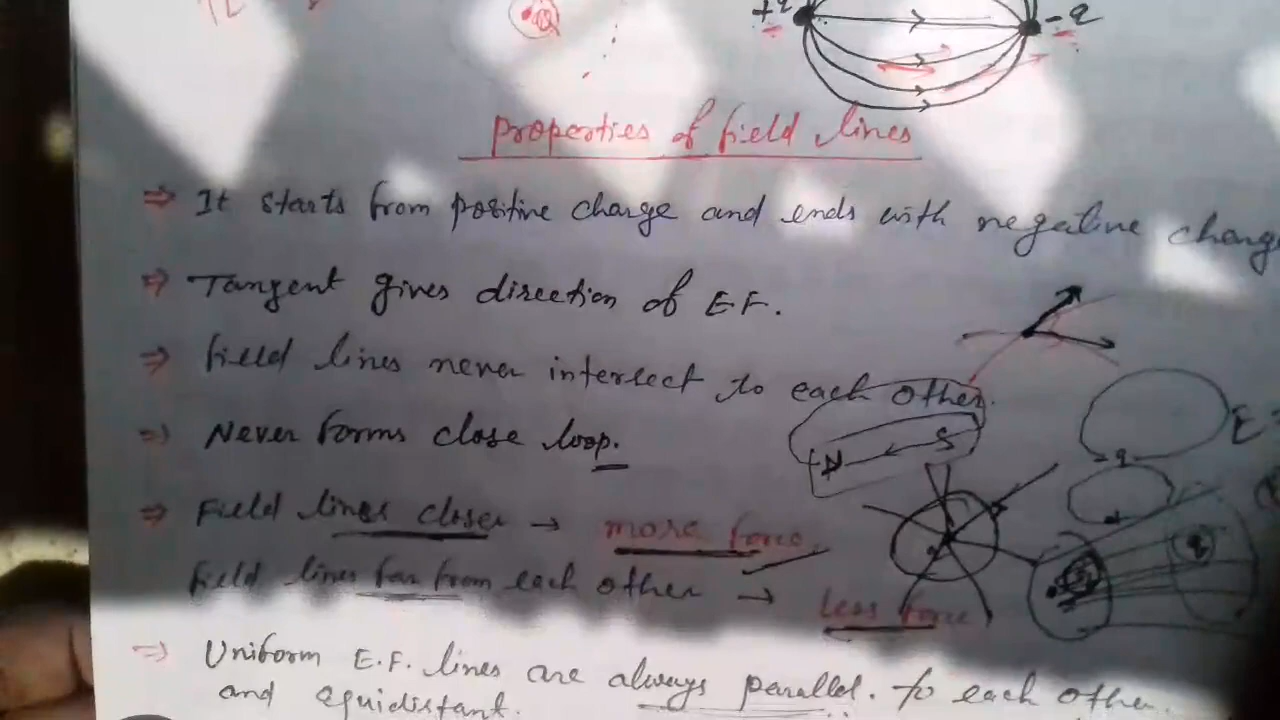 +q -q
Properties of field lines
⇒ It starts from positive charge and ends with negative charg
⇒ Tangent gives direction of E.F.
⇒ field lines never intersect to each other.
⇒ Never forms close loop.
N S
E
-q
⇒ Field lines closer → more force.
q
field lines far from each other → less force
⇒ Uniform E.F. lines are always parallel. to each other.
and equidistant.